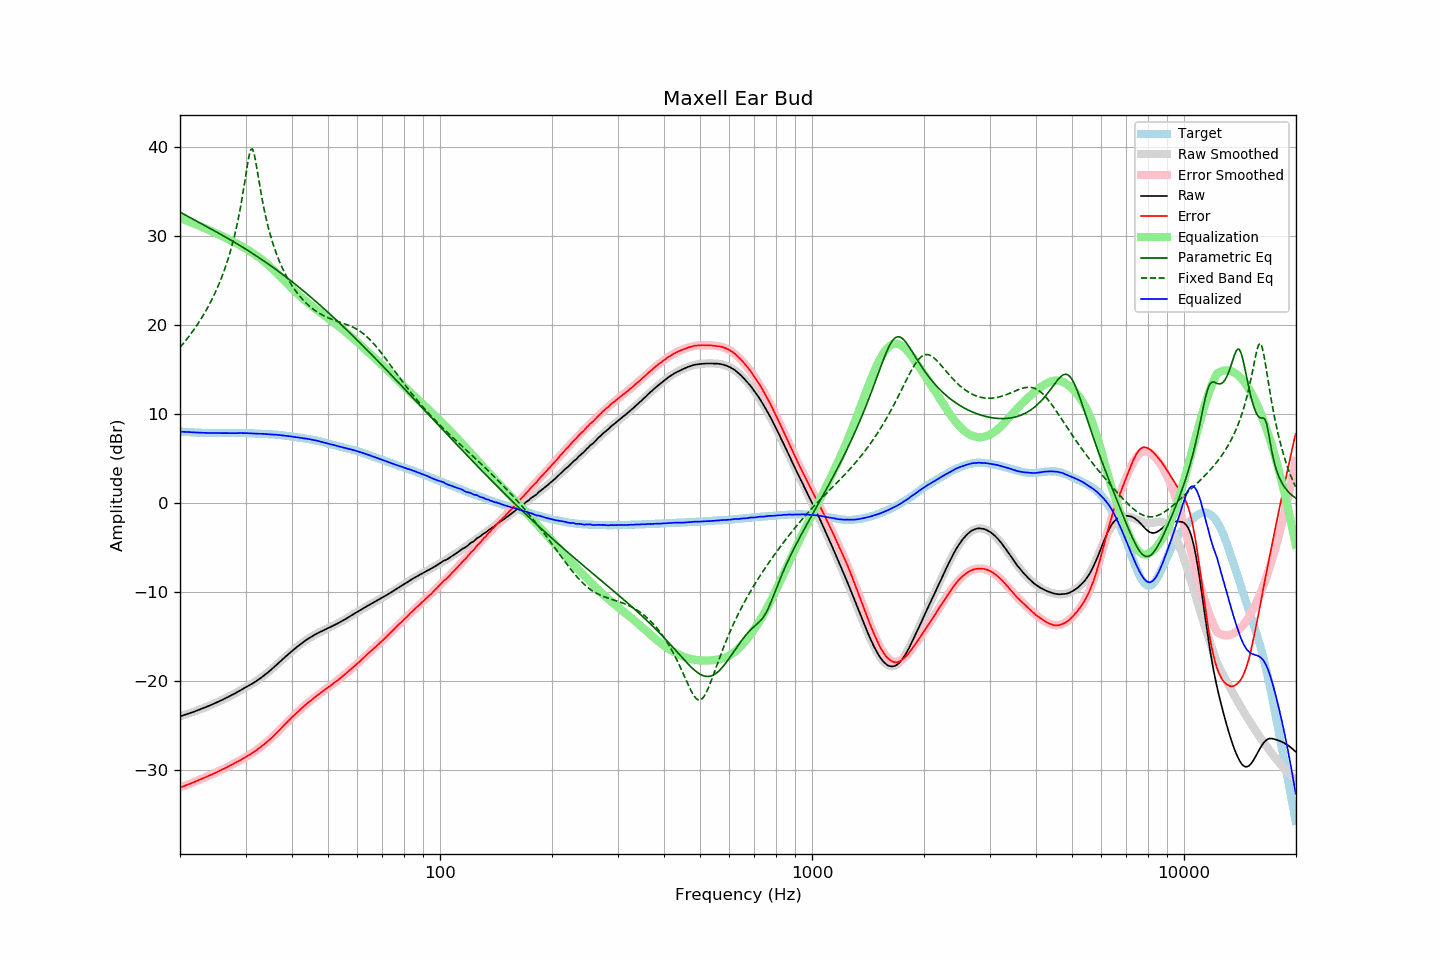 Maxell Ear Bud
Amplitude (dBr)
40
30
20
10
0
−10
−20
−30
Target
Raw Smoothed
Error Smoothed
Raw
Error
Equalization
Parametric Eq
Fixed Band Eq
Equalized
100
1000
10000
Frequency (Hz)